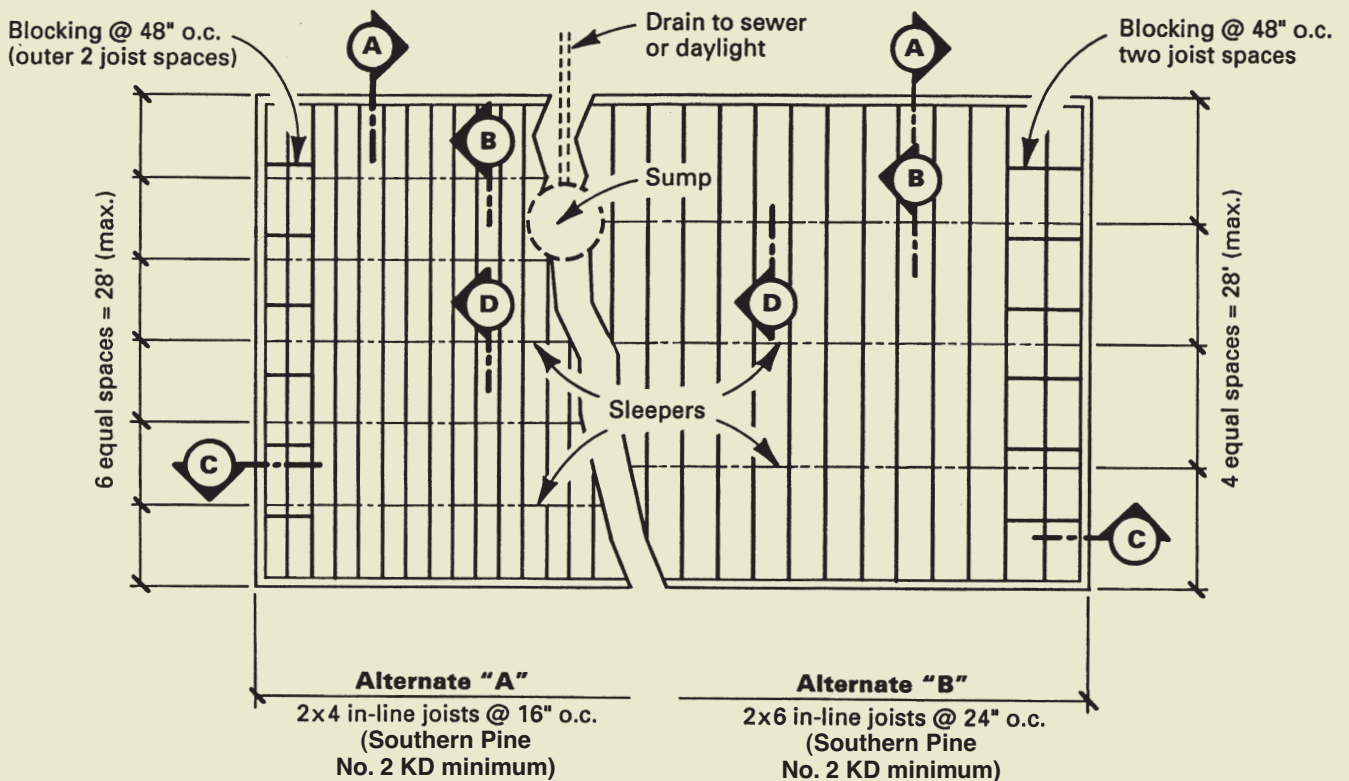 Blocking @ 48" o.c.
(outer 2 joist spaces)
A
Drain to sewer
or daylight
A
Blocking @ 48" o.c.
two joist spaces
B
Sump
B
6 equal spaces = 28' (max.)
D
D
4 equal spaces = 28' (max.)
Sleepers
C
C
Alternate “A”
2x4 in-line joists @ 16" o.c.
(Southern Pine
No. 2 KD minimum)
Alternate “B”
2x6 in-line joists @ 24" o.c.
(Southern Pine
No. 2 KD minimum)